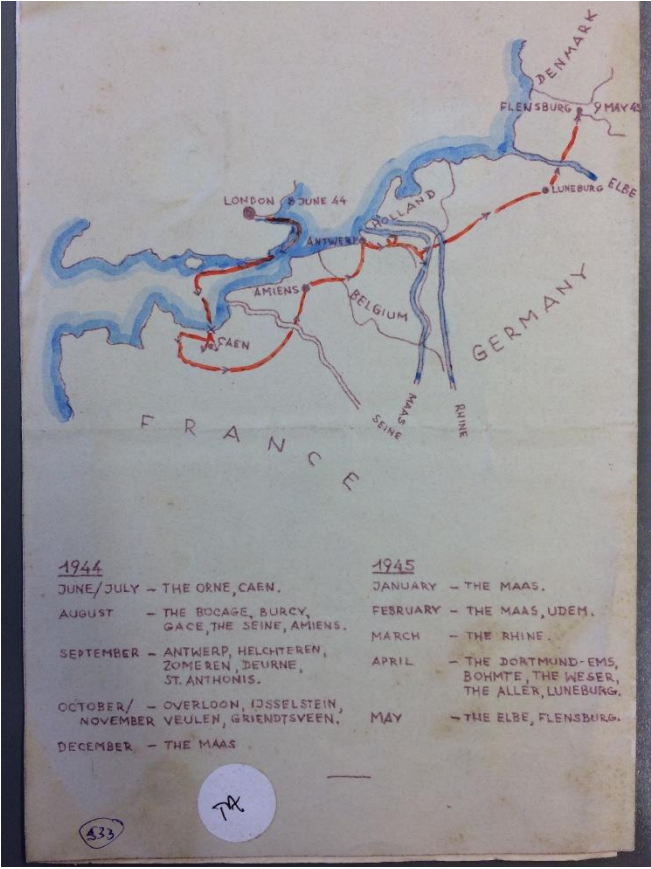 DENMARK
FLENSBURG 9 MAY 45
LUNEBURG
ELBE
LONDON 8 JUNE 44
HOLLAND
ANTWERP
AMIENS
BELGIUM
GERMANY
CAEN
SEINE
MAAS
RHINE
FRANCE
1944
JUNE/JULY – THE ORNE, CAEN.
AUGUST – THE BOCAGE, BURCY,
GACE, THE SEINE, AMIENS.
SEPTEMBER – ANTWERP, HELCHTEREN,
ZOMEREN, DEURNE,
ST. ANTHONIS.
OCTOBER/ – OVERLOON, IJSSELSTEIN,
NOVEMBER VEULEN, GRIENDTSVEEN.
DECEMBER – THE MAAS
1945
JANUARY – THE MAAS.
FEBRUARY – THE MAAS, UDEM.
MARCH – THE RHINE.
APRIL – THE DORTMUND-EMS,
BOHMTE, THE WESER,
THE ALLER, LUNEBURG.
MAY – THE ELBE, FLENSBURG.